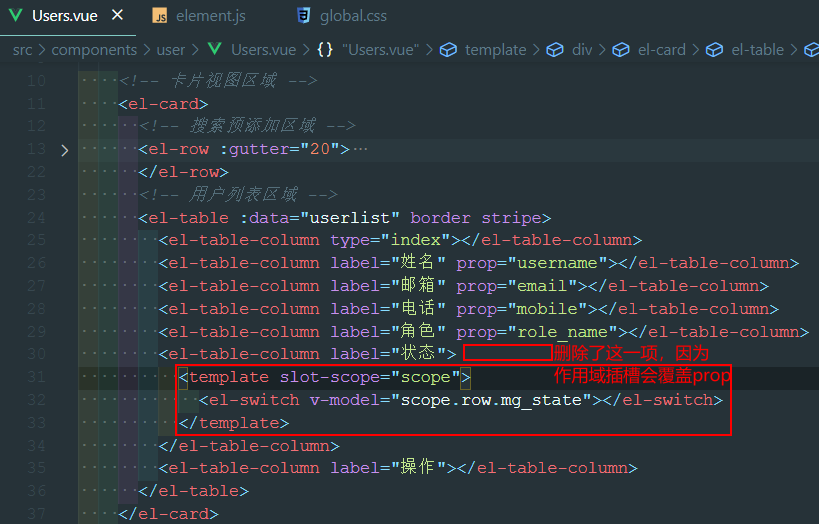 Users.vue × JS element.js global.css
src > components > user > Users.vue > {} "Users.vue" > template > div > el-card > el-table >
10 <!-- 卡片视图区域 -->
11 <el-card>
12 <!-- 搜索预添加区域 -->
13 <el-row :gutter="20">…
22 </el-row>
23 <!-- 用户列表区域 -->
24 <el-table :data="userlist" border stripe>
25 <el-table-column type="index"></el-table-column>
26 <el-table-column label="姓名" prop="username"></el-table-column>
27 <el-table-column label="邮箱" prop="email"></el-table-column>
28 <el-table-column label="电话" prop="mobile"></el-table-column>
29 <el-table-column label="角色" prop="role_name"></el-table-column>
30 <el-table-column label="状态"> 删除了这一项，因为
31 <template slot-scope="scope"> 作用域插槽会覆盖prop
32 <el-switch v-model="scope.row.mg_state"></el-switch>
33 </template>
34 </el-table-column>
35 <el-table-column label="操作"></el-table-column>
36 </el-table>
37 </el-card>